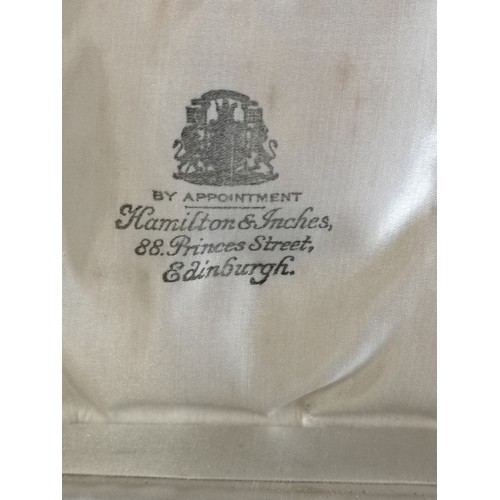 BY APPOINTMENT
Hamilton & Inches,
88. Princes Street,
Edinburgh.